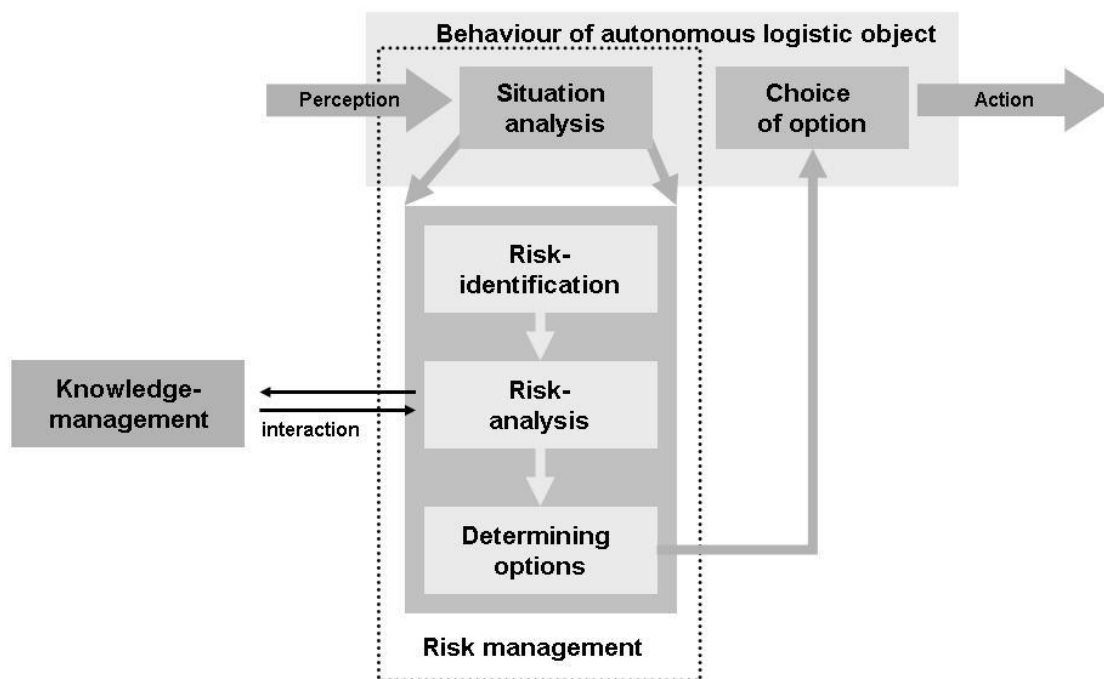 Behaviour of autonomous logistic object
Perception
Situation
analysis
Choice
of option
Action
Risk-
identification
Knowledge-
management
interaction
Risk-
analysis
Determining
options
Risk management